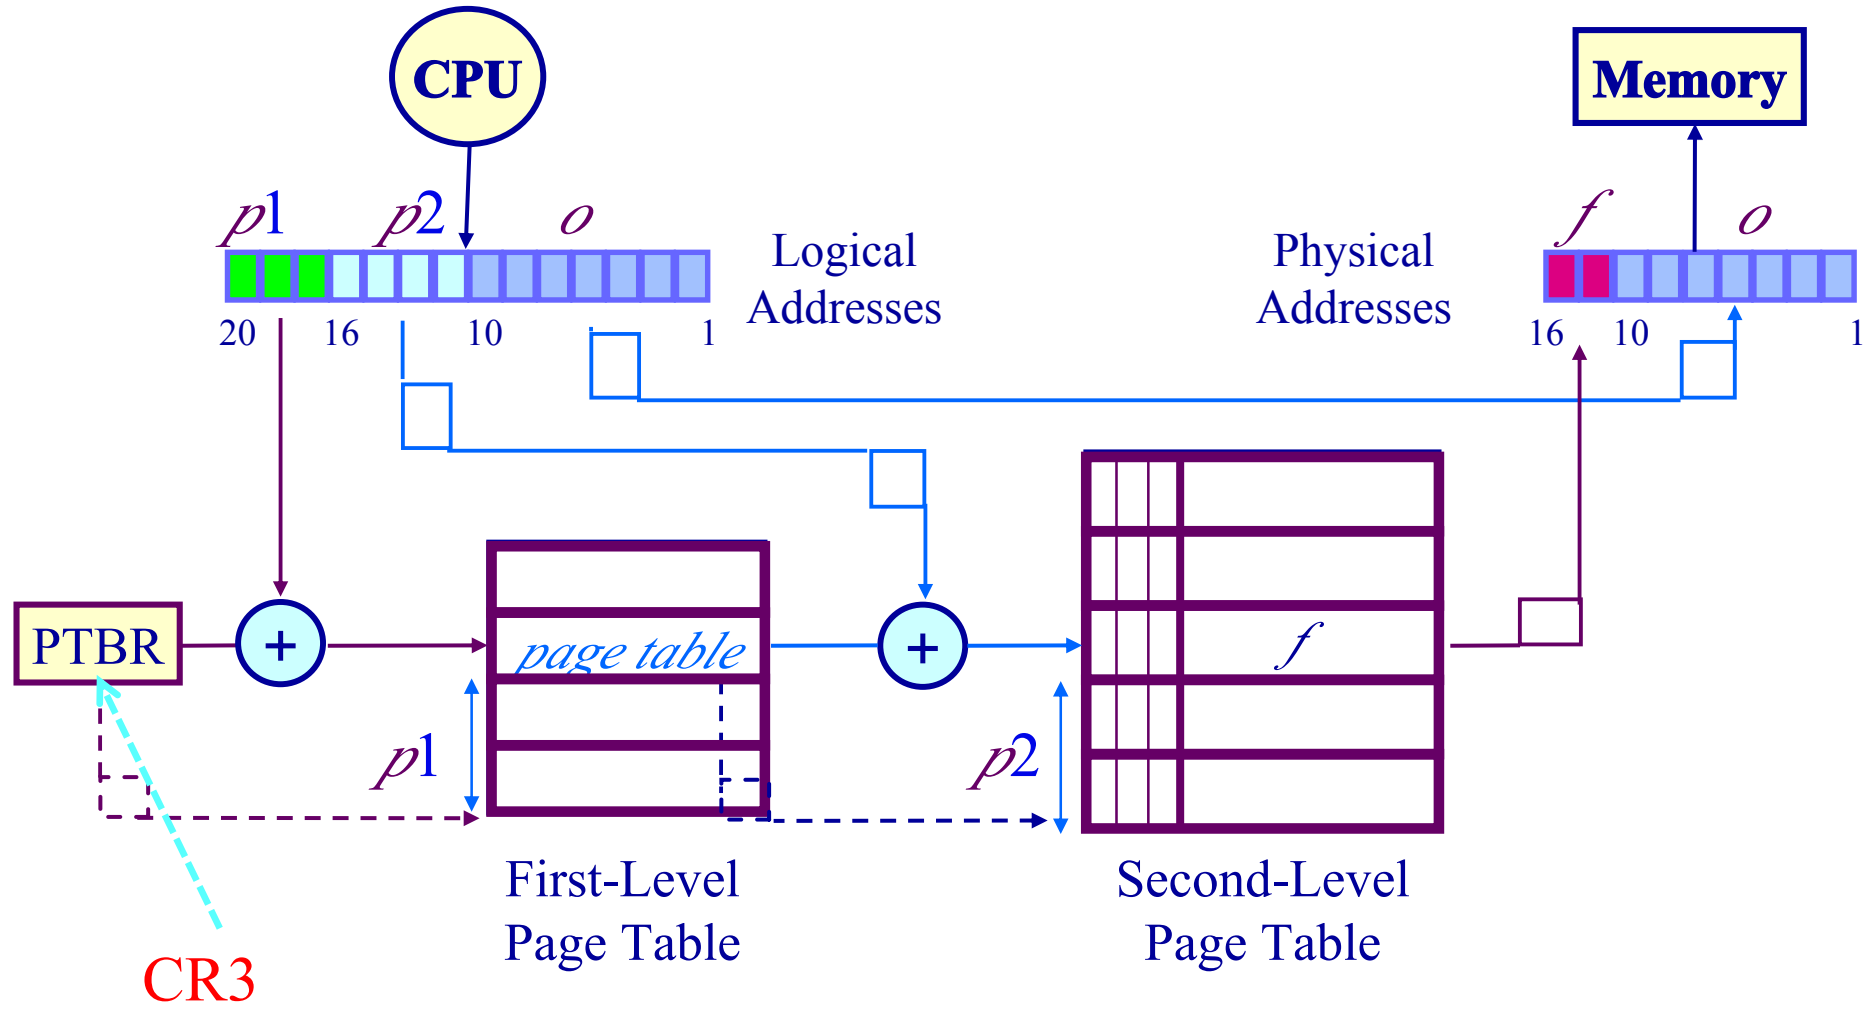 CPU
Memory
p1
p2
o
f
o
Logical
Addresses
Physical
Addresses
20
16
10
1
16
10
1
PTBR
+
page table
+
f
p1
p2
First-Level
Page Table
Second-Level
Page Table
CR3